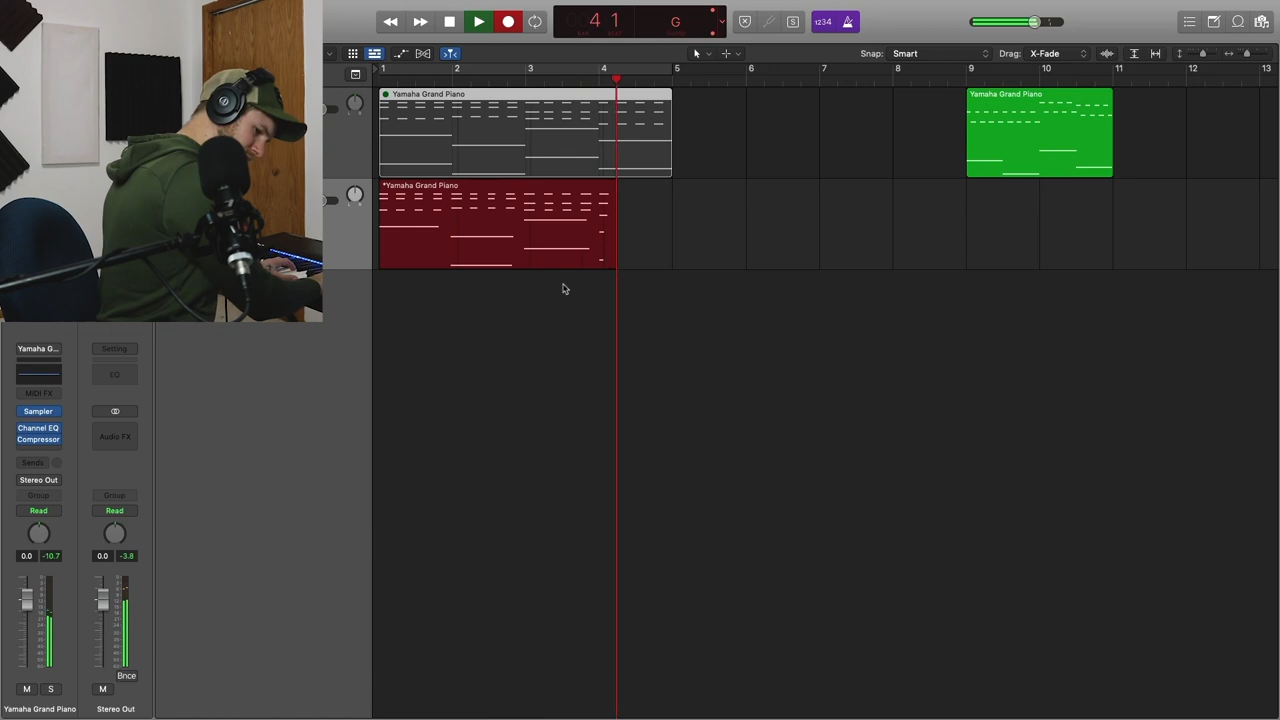 4 1
BAR BEAT
G
1234
Snap: Smart
Drag: X-Fade
1 2 3 4 5 6 7 8 9 10 11 12 13
Yamaha Grand Piano
Yamaha Grand Piano
*Yamaha Grand Piano
L R
L R
Yamaha G...
Setting
EQ
MIDI FX
Sampler
Channel EQ
Compressor
Audio FX
Sends
Stereo Out
Group
Group
Read
Read
0.0 -10.7
0.0 -3.8
Bnce
M S
M
Yamaha Grand Piano
Stereo Out